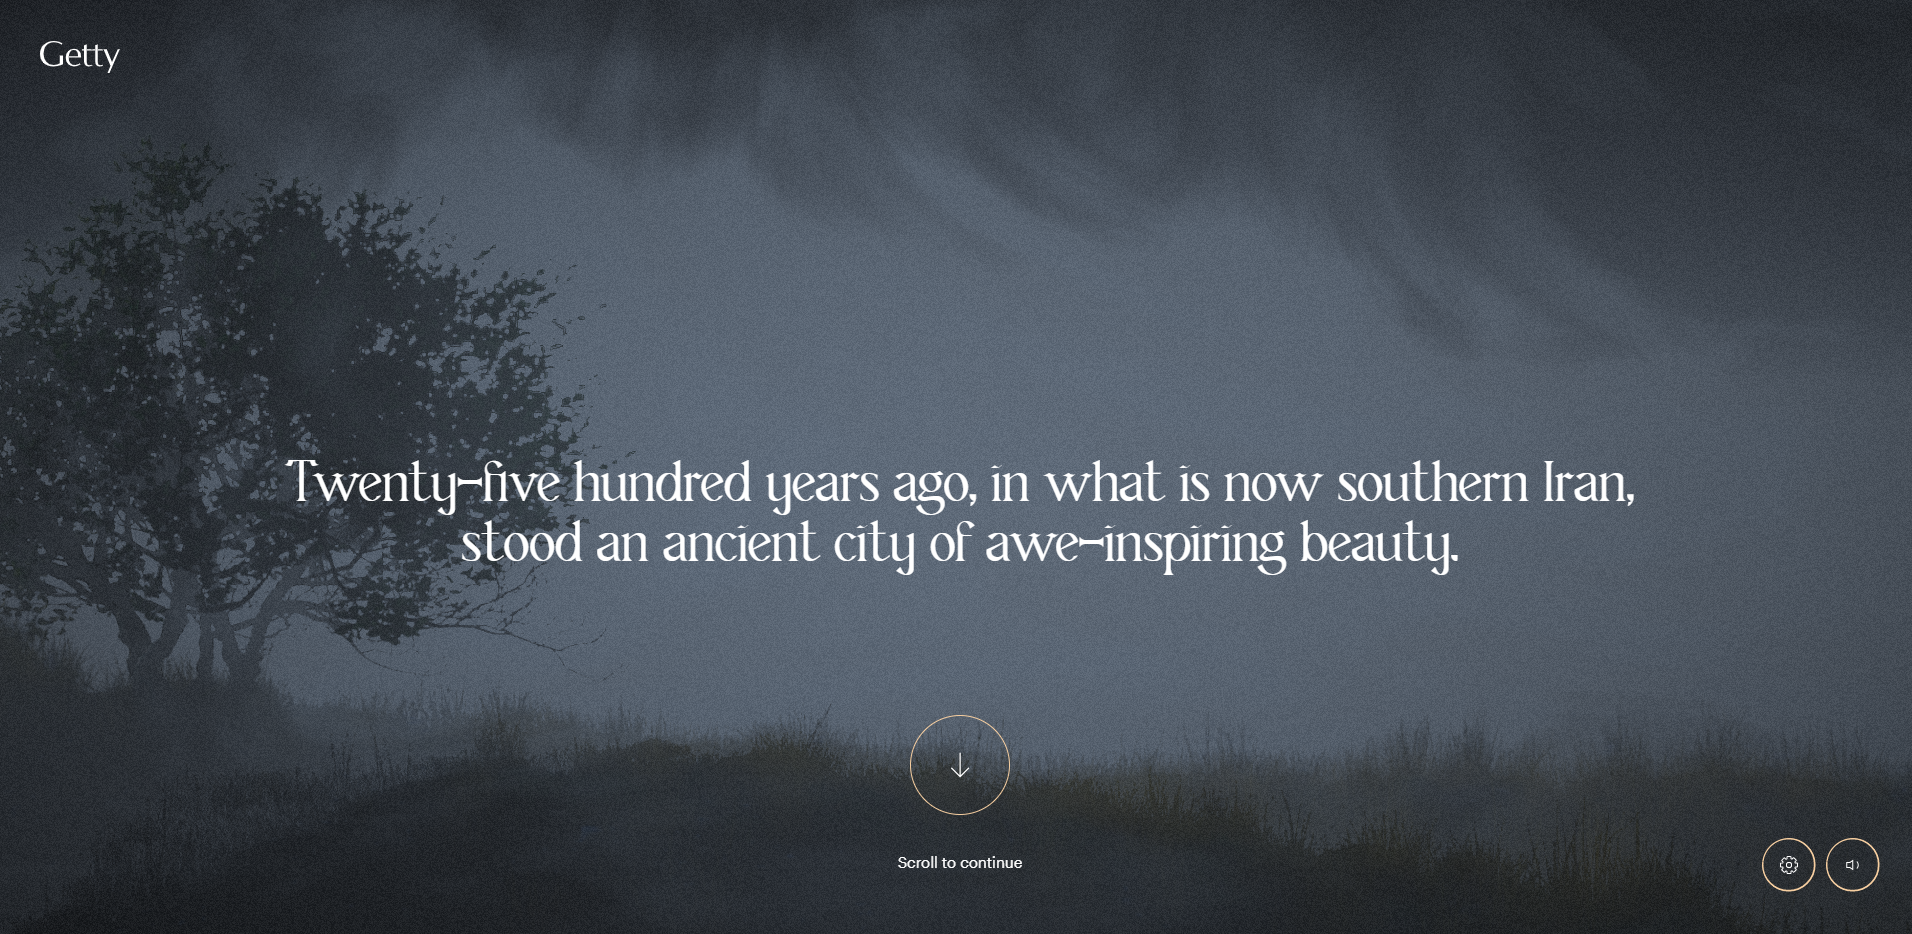 Getty
Twenty-five hundred years ago, in what is now southern Iran,
stood an ancient city of awe-inspiring beauty.
Scroll to continue